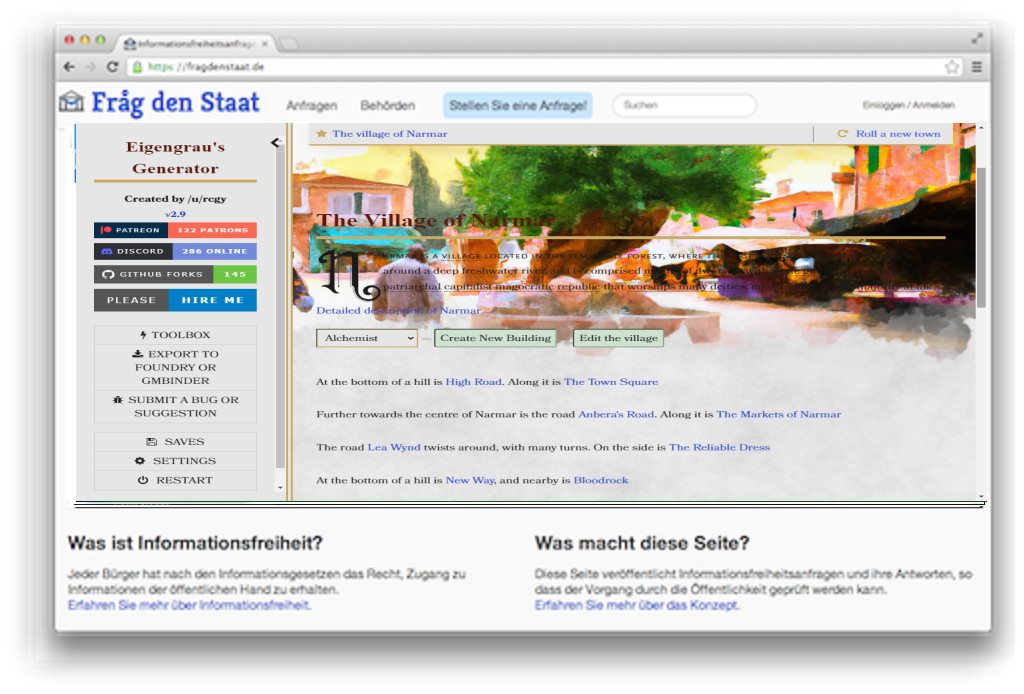 Informationsfreiheitsanfrag
https://fragdenstaat.de
Fråg den Staat
Anfragen
Behörden
Stellen Sie eine Anfrage!
Suchen
Einloggen / Anmelden
Eigengrau's
Generator
Created by /u/rcgy
v2.9
PATREON 122 PATRONS
DISCORD 286 ONLINE
GITHUB FORKS 145
PLEASE HIRE ME
TOOLBOX
EXPORT TO
FOUNDRY OR
GMBINDER
SUBMIT A BUG OR
SUGGESTION
SAVES
SETTINGS
RESTART
The village of Narmar
Roll a new town
The Village of Narmar
NARMAR IS A VILLAGE LOCATED IN THE TEMPERATE FOREST, WHERE
around a deep freshwater river and is comprised
patriarchal capitalist magocratic republic that worships many deities,
Detailed description of Narmar
Alchemist — Create New Building Edit the village
At the bottom of a hill is High Road. Along it is The Town Square
Further towards the centre of Narmar is the road Anbera's Road. Along it is The Markets of Narmar
The road Lea Wynd twists around, with many turns. On the side is The Reliable Dress
At the bottom of a hill is New Way, and nearby is Bloodrock
Was ist Informationsfreiheit?
Jeder Bürger hat nach den Informationsgesetzen das Recht, Zugang zu
Informationen der öffentlichen Hand zu erhalten.
Erfahren Sie mehr über Informationsfreiheit.
Was macht diese Seite?
Diese Seite veröffentlicht Informationsfreiheitsanfragen und ihre Antworten, so
dass der Vorgang durch die Öffentlichkeit geprüft werden kann.
Erfahren Sie mehr über das Konzept.